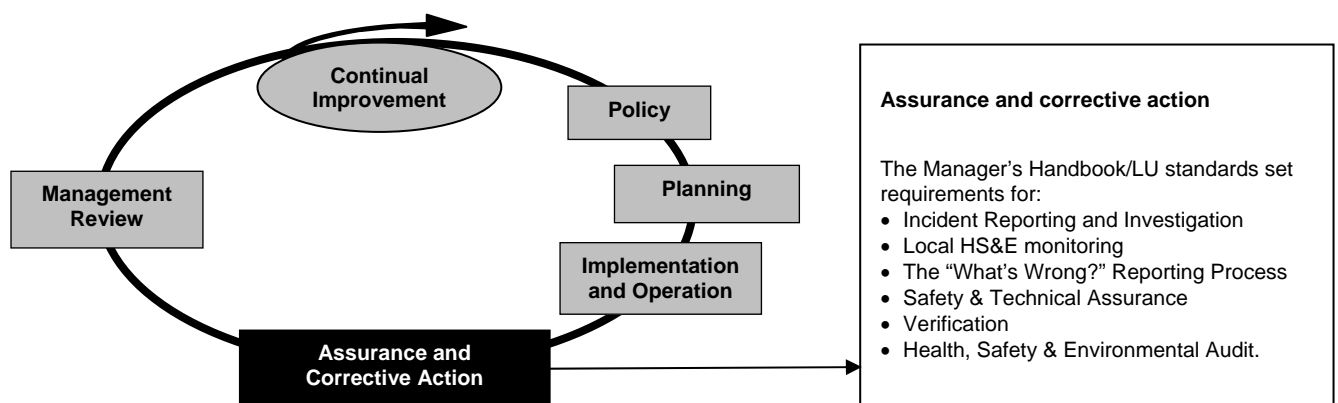 Continual
Improvement
Policy
Planning
Implementation
and Operation
Assurance and
Corrective Action
Management
Review
Assurance and corrective action
The Manager’s Handbook/LU standards set
requirements for:
• Incident Reporting and Investigation
• Local HS&E monitoring
• The “What’s Wrong?” Reporting Process
• Safety & Technical Assurance
• Verification
• Health, Safety & Environmental Audit.